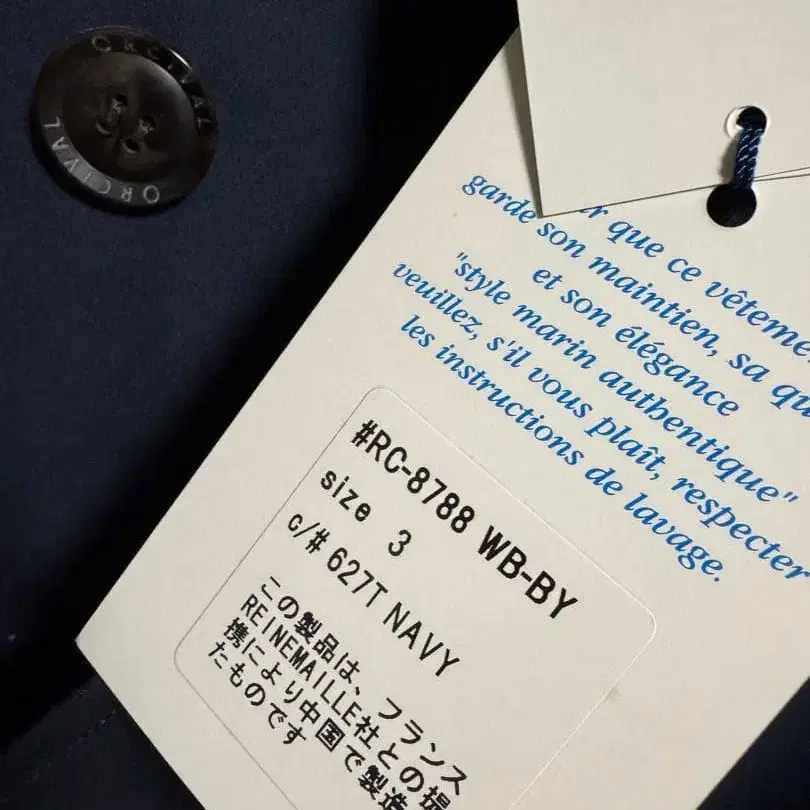 ORCIVAL
ORCIVAL
que ce vêteme
garde son maintien, sa qu
et son élégance
"style marin authentique"
veuillez, s'il vous plaît, respecter
les instructions de lavage.
#RC-8788 WB-BY
size 3
c/# 627T NAVY
この製品は、フランス
REINEMAILLE社との提
携により中国で製造
たものです